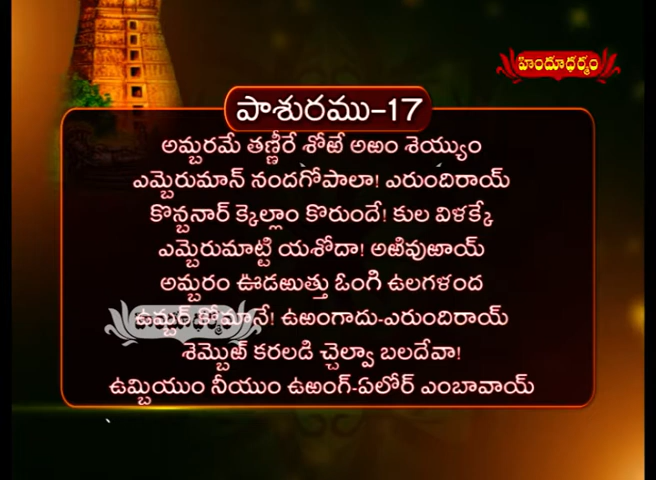 హిందూధర్మం
పాశురము-17
అమ్బరమే తణ్ణీరే శోఱే అఱం శెయ్యుం
ఎమ్బెరుమాన్ నందగోపాలా! ఎరుందిరాయ్
కొన్బనార్ క్కెల్లాం కొరుందే! కుల విళక్కే
ఎమ్బెరుమాట్టి యశోదా! అఱివుఱాయ్
అమ్బరం ఊడఱుత్తు ఓంగి ఉలగళంద
ఉమ్బర్ కోమానే! ఉఱంగాదు-ఎరుందిరాయ్
శెమ్బొఱ్ కరలడి చ్చెల్వా బలదేవా!
ఉమ్బియుం నీయుం ఉఱంగ్-ఏలోర్ ఎంబావాయ్